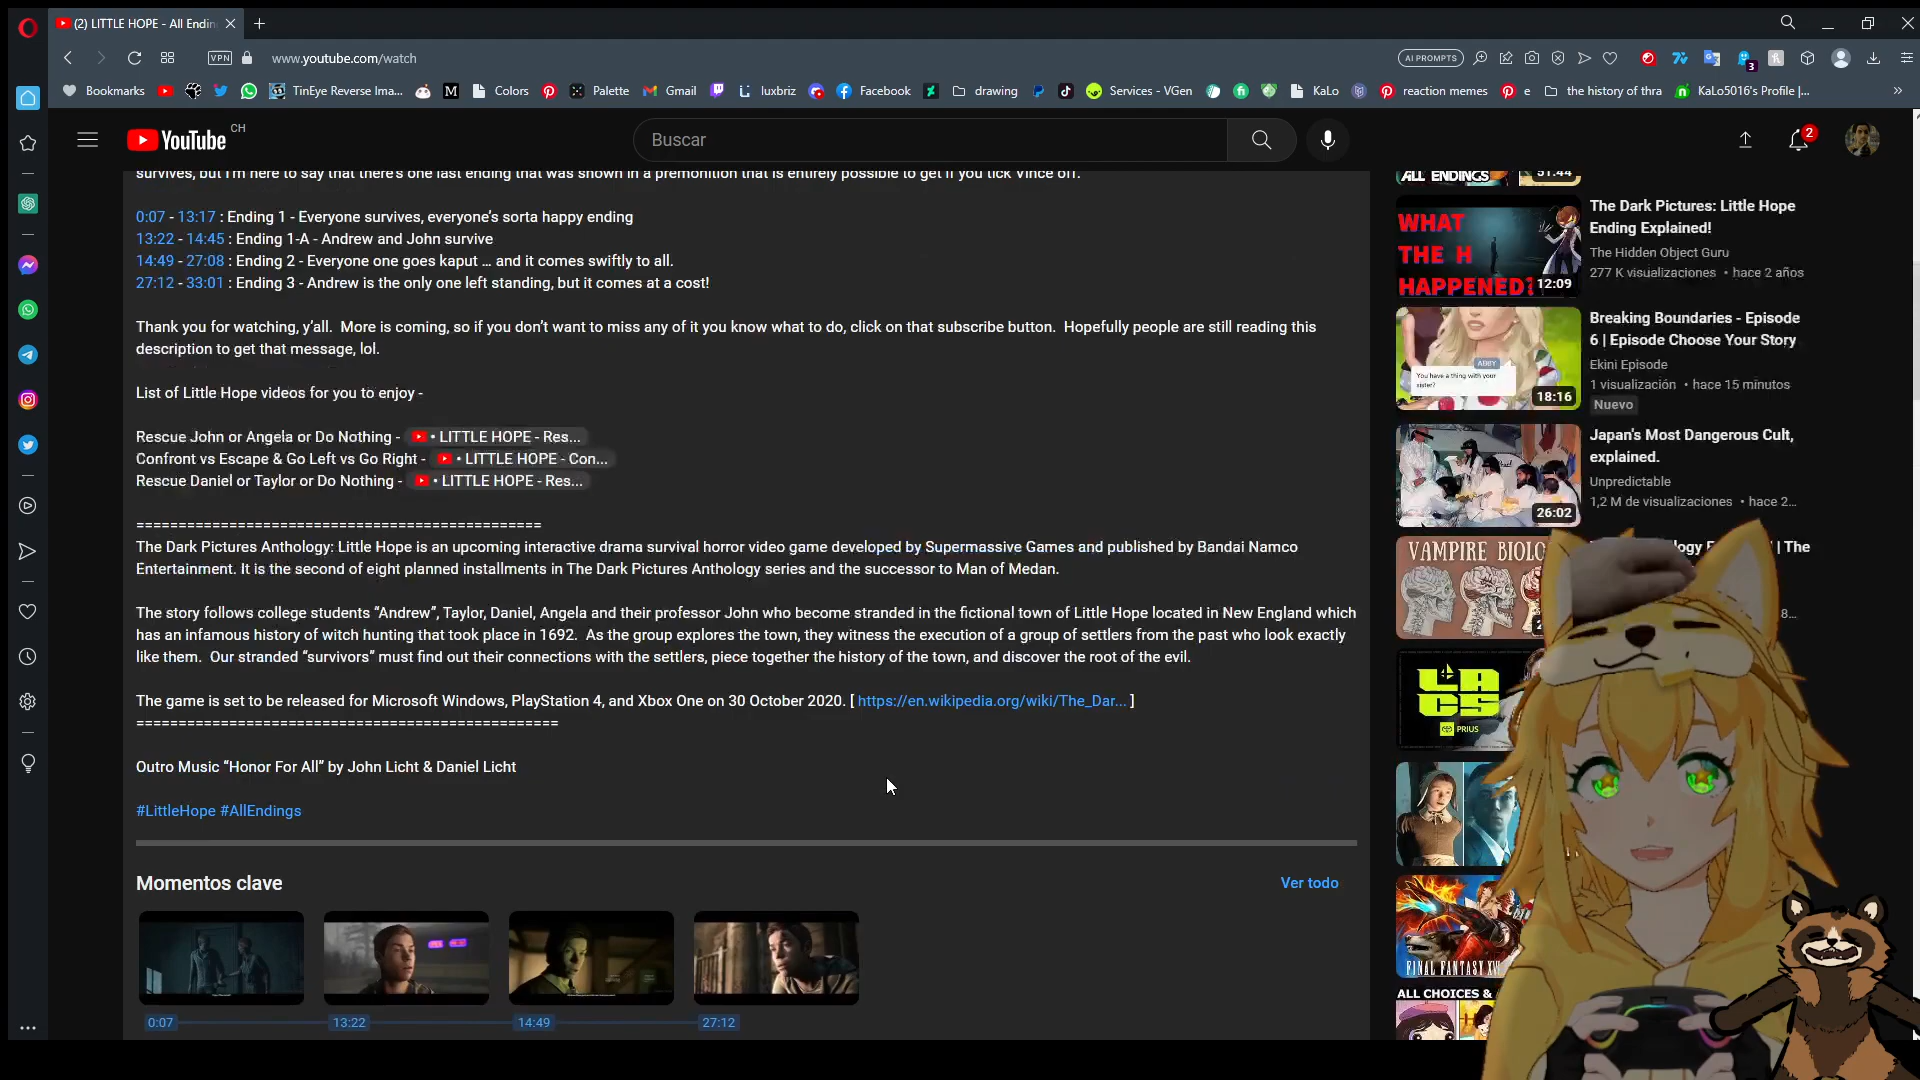 (2) LITTLE HOPE - All Endin
VPN
www.youtube.com/watch
AI PROMPTS
3
Bookmarks
TinEye Reverse Ima...
M
Colors
Palette
Gmail
luxbriz
Facebook
drawing
Services - VGen
KaLo
reaction memes
e
the history of thra
KaLo5016's Profile |...
YouTube CH
Buscar
2
survives, but I'm here to say that there's one last ending that was shown in a premonition that is entirely possible to get if you tick Vince off.
0:07 - 13:17 : Ending 1 - Everyone survives, everyone's sorta happy ending
13:22 - 14:45 : Ending 1-A - Andrew and John survive
14:49 - 27:08 : Ending 2 - Everyone one goes kaput ... and it comes swiftly to all.
27:12 - 33:01 : Ending 3 - Andrew is the only one left standing, but it comes at a cost!
Thank you for watching, y'all.  More is coming, so if you don't want to miss any of it you know what to do, click on that subscribe button.  Hopefully people are still reading this
description to get that message, lol.
List of Little Hope videos for you to enjoy -
Rescue John or Angela or Do Nothing - • LITTLE HOPE - Res...
Confront vs Escape & Go Left vs Go Right - • LITTLE HOPE - Con...
Rescue Daniel or Taylor or Do Nothing - • LITTLE HOPE - Res...
================================================
The Dark Pictures Anthology: Little Hope is an upcoming interactive drama survival horror video game developed by Supermassive Games and published by Bandai Namco
Entertainment. It is the second of eight planned installments in The Dark Pictures Anthology series and the successor to Man of Medan.
The story follows college students “Andrew”, Taylor, Daniel, Angela and their professor John who become stranded in the fictional town of Little Hope located in New England which
has an infamous history of witch hunting that took place in 1692.  As the group explores the town, they witness the execution of a group of settlers from the past who look exactly
like them.  Our stranded “survivors” must find out their connections with the settlers, piece together the history of the town, and discover the root of the evil.
The game is set to be released for Microsoft Windows, PlayStation 4, and Xbox One on 30 October 2020. [ https://en.wikipedia.org/wiki/The_Dar... ]
==================================================
Outro Music “Honor For All” by John Licht & Daniel Licht
#LittleHope #AllEndings
Momentos clave
Ver todo
0:07
13:22
14:49
27:12
ALL ENDINGS
51:44
WHAT
THE H
HAPPENED?
12:09
The Dark Pictures: Little Hope
Ending Explained!
The Hidden Object Guru
277 K visualizaciones • hace 2 años
ABBY
You have a thing with your
sister?
18:16
Breaking Boundaries - Episode
6 | Episode Choose Your Story
Ekini Episode
1 visualización • hace 15 minutos
Nuevo
26:02
Japan's Most Dangerous Cult,
explained.
Unpredictable
1,2 M de visualizaciones • hace 2...
VAMPIRE BIOLO
| The
LA
CS
PRIUS
FINAL FANTASY XVI
ALL CHOICES &